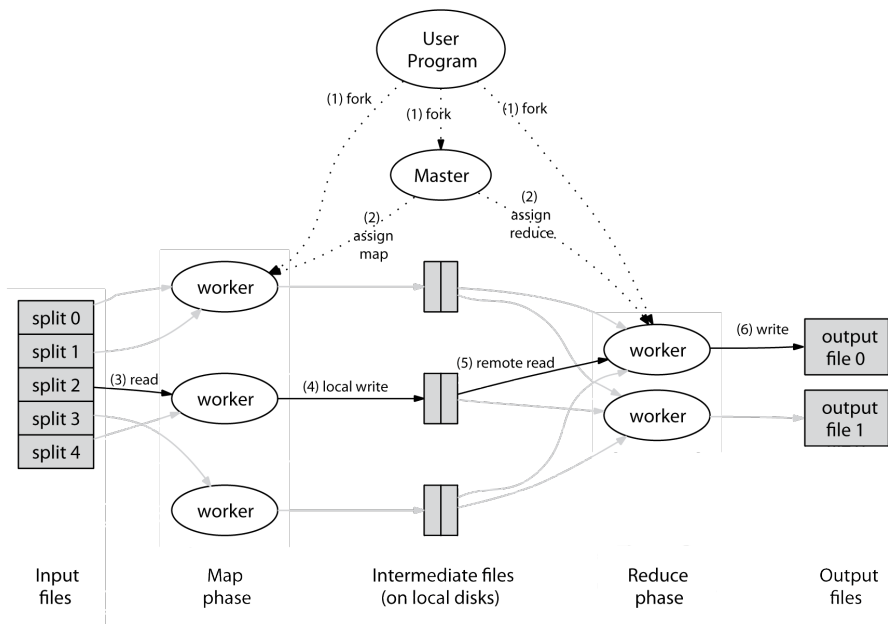 User
Program
(1) fork
(1) fork
(1) fork
Master
(2)
assign
map
(2)
assign
reduce
worker
split 0
split 1
split 2
split 3
split 4
(3) read
worker
(4) local write
(5) remote read
worker
(6) write
output
file 0
worker
output
file 1
worker
Input
files
Map
phase
Intermediate files
(on local disks)
Reduce
phase
Output
files